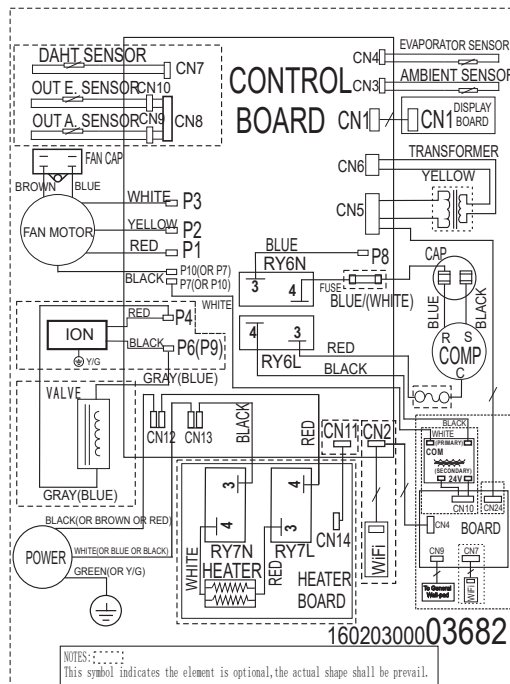 DAHT SENSOR
CN7
OUT E. SENSOR
CN10
OUT A. SENSOR
CN9
CN8
CONTROL
BOARD
CN4
EVAPORATOR SENSOR
CN3
AMBIENT SENSOR
CN1
CN1
DISPLAY
BOARD
FAN CAP
BROWN
BLUE
CN6
TRANSFORMER
YELLOW
CN5
FAN MOTOR
WHITE
P3
YELLOW
P2
RED
P1
P10(OR P7)
BLACK
P7(OR P10)
BLUE
P8
RY6N
3
4
FUSE
BLUE/(WHITE)
CAP
BLUE
BLACK
WHITE
ION
RED
P4
BLACK
P6(P9)
Y/G
4
3
RY6L
RED
BLACK
R
S
COMP
C
GRAY(BLUE)
VALVE
GRAY(BLUE)
CN12
CN13
BLACK
RED
CN11
CN2
BLACK
WHITE
(PRIMARY)
COM
(SECONDARY)
24V
CN10
CN24
CN4
BOARD
CN9
CN7
To General
Wall-pad
WiFi
3
4
RY7N
3
4
RY7L
CN14
WHITE
HEATER
RED
HEATER
BOARD
WiFi
BLACK(OR BROWN OR RED)
POWER
WHITE(OR BLUE OR BLACK)
GREEN(OR Y/G)
16020300003682
NOTES:
This symbol indicates the element is optional,the actual shape shall be prevail.